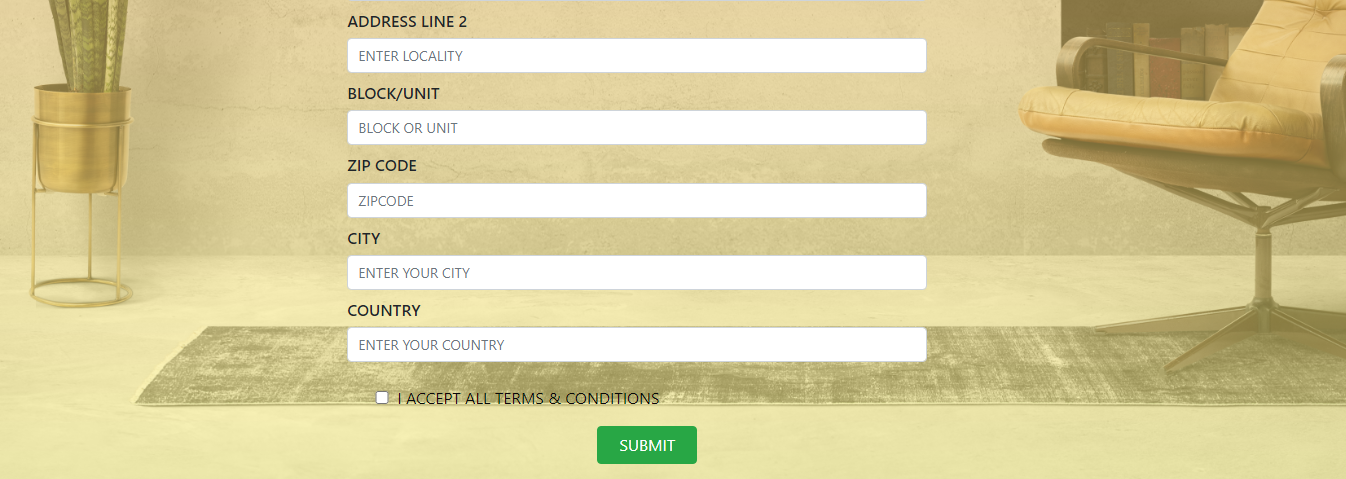 ADDRESS LINE 2
ENTER LOCALITY
BLOCK/UNIT
BLOCK OR UNIT
ZIP CODE
ZIPCODE
CITY
ENTER YOUR CITY
COUNTRY
ENTER YOUR COUNTRY
I ACCEPT ALL TERMS & CONDITIONS
SUBMIT